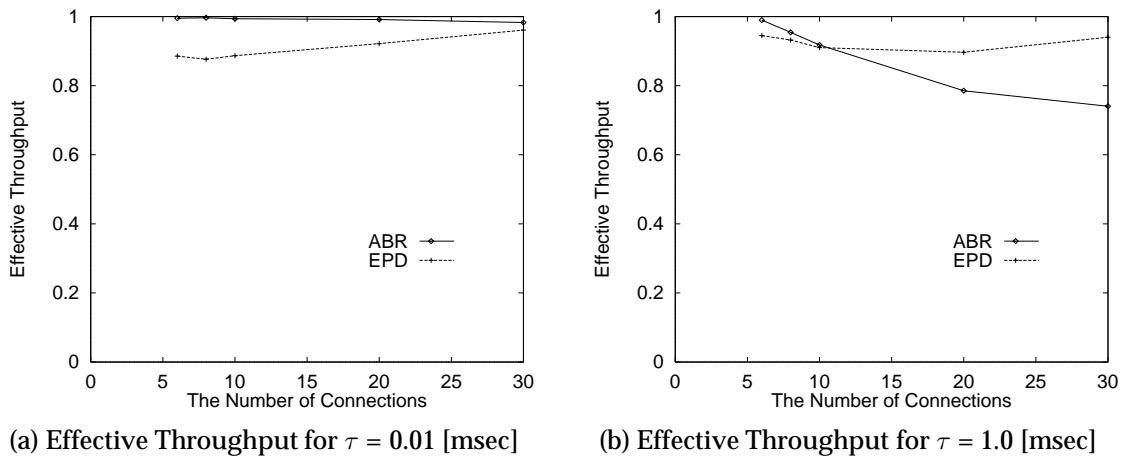 1
0.8
0.6
0.4
0.2
0
Effective Throughput
ABR
EPD
0 5 10 15 20 25 30
The Number of Connections
(a) Effective Throughput for τ = 0.01 [msec]
1
0.8
0.6
0.4
0.2
0
Effective Throughput
ABR
EPD
0 5 10 15 20 25 30
The Number of Connections
(b) Effective Throughput for τ = 1.0 [msec]